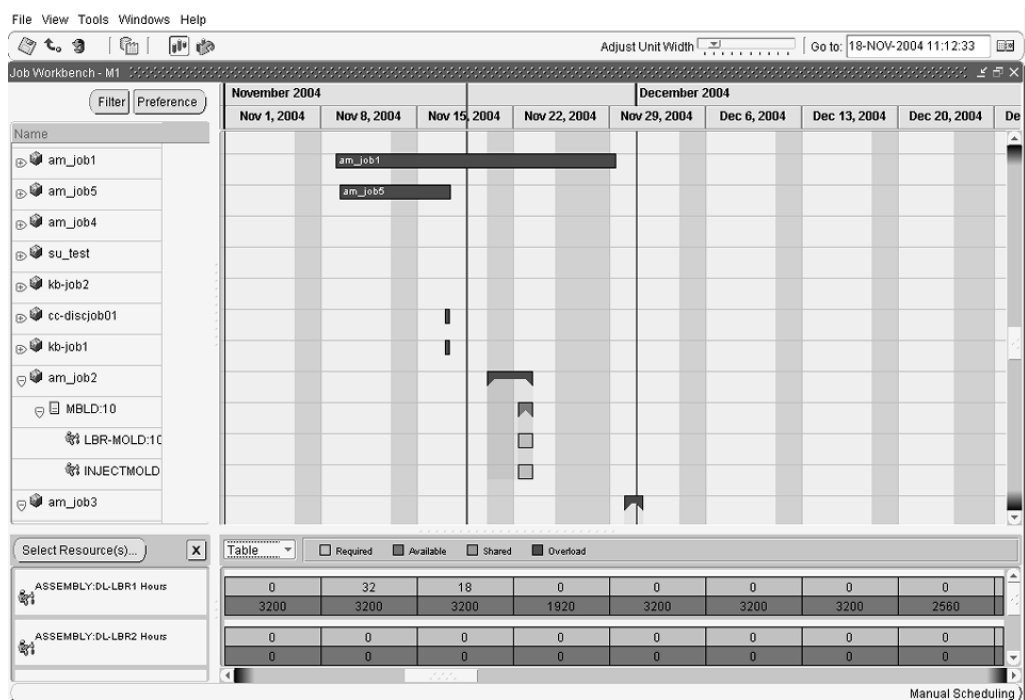 File View Tools Windows Help
Adjust Unit Width Go to: 18-NOV-2004 11:12:33
Job Workbench - M1
Filter Preference
November 2004 December 2004
Nov 1, 2004 Nov 8, 2004 Nov 15, 2004 Nov 22, 2004 Nov 29, 2004 Dec 6, 2004 Dec 13, 2004 Dec 20, 2004 De
Name
am_job1 am_job1
am_job5 am_job5
am_job4
su_test
kb-job2
cc-discjob01
kb-job1
am_job2
MBLD:10
LBR-MOLD:10
INJECTMOLD
am_job3
Select Resource(s)... X Table Required Available Shared Overload
ASSEMBLY:DL-LBR1 Hours 0 32 18 0 0 0 0 0
3200 3200 3200 1920 3200 3200 3200 2560
ASSEMBLY:DL-LBR2 Hours 0 0 0 0 0 0 0 0
0 0 0 0 0 0 0 0
Manual Scheduling